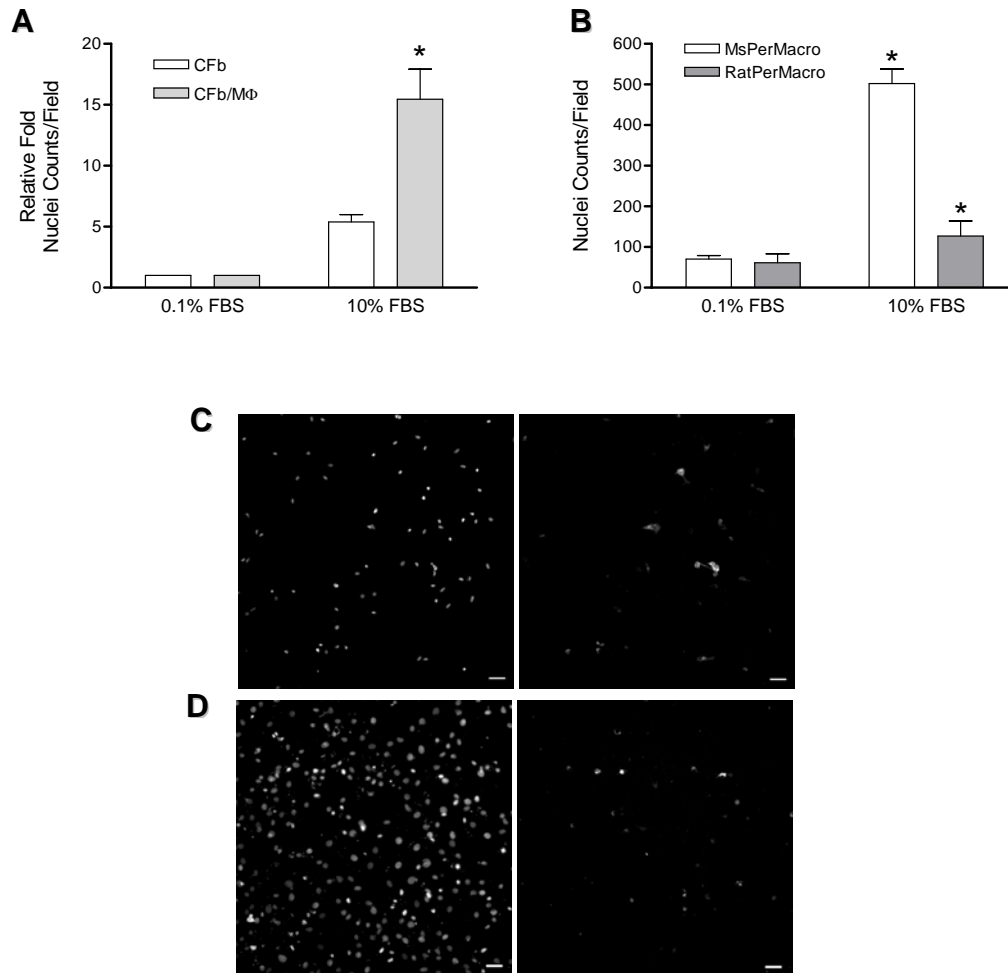 A
Relative Fold
Nuclei Counts/Field
20
15
10
5
0
CFb
CFb/MΦ
*
0.1% FBS
10% FBS
B
Nuclei Counts/Field
600
500
400
300
200
100
0
MsPerMacro
RatPerMacro
*
*
0.1% FBS
10% FBS
C
D